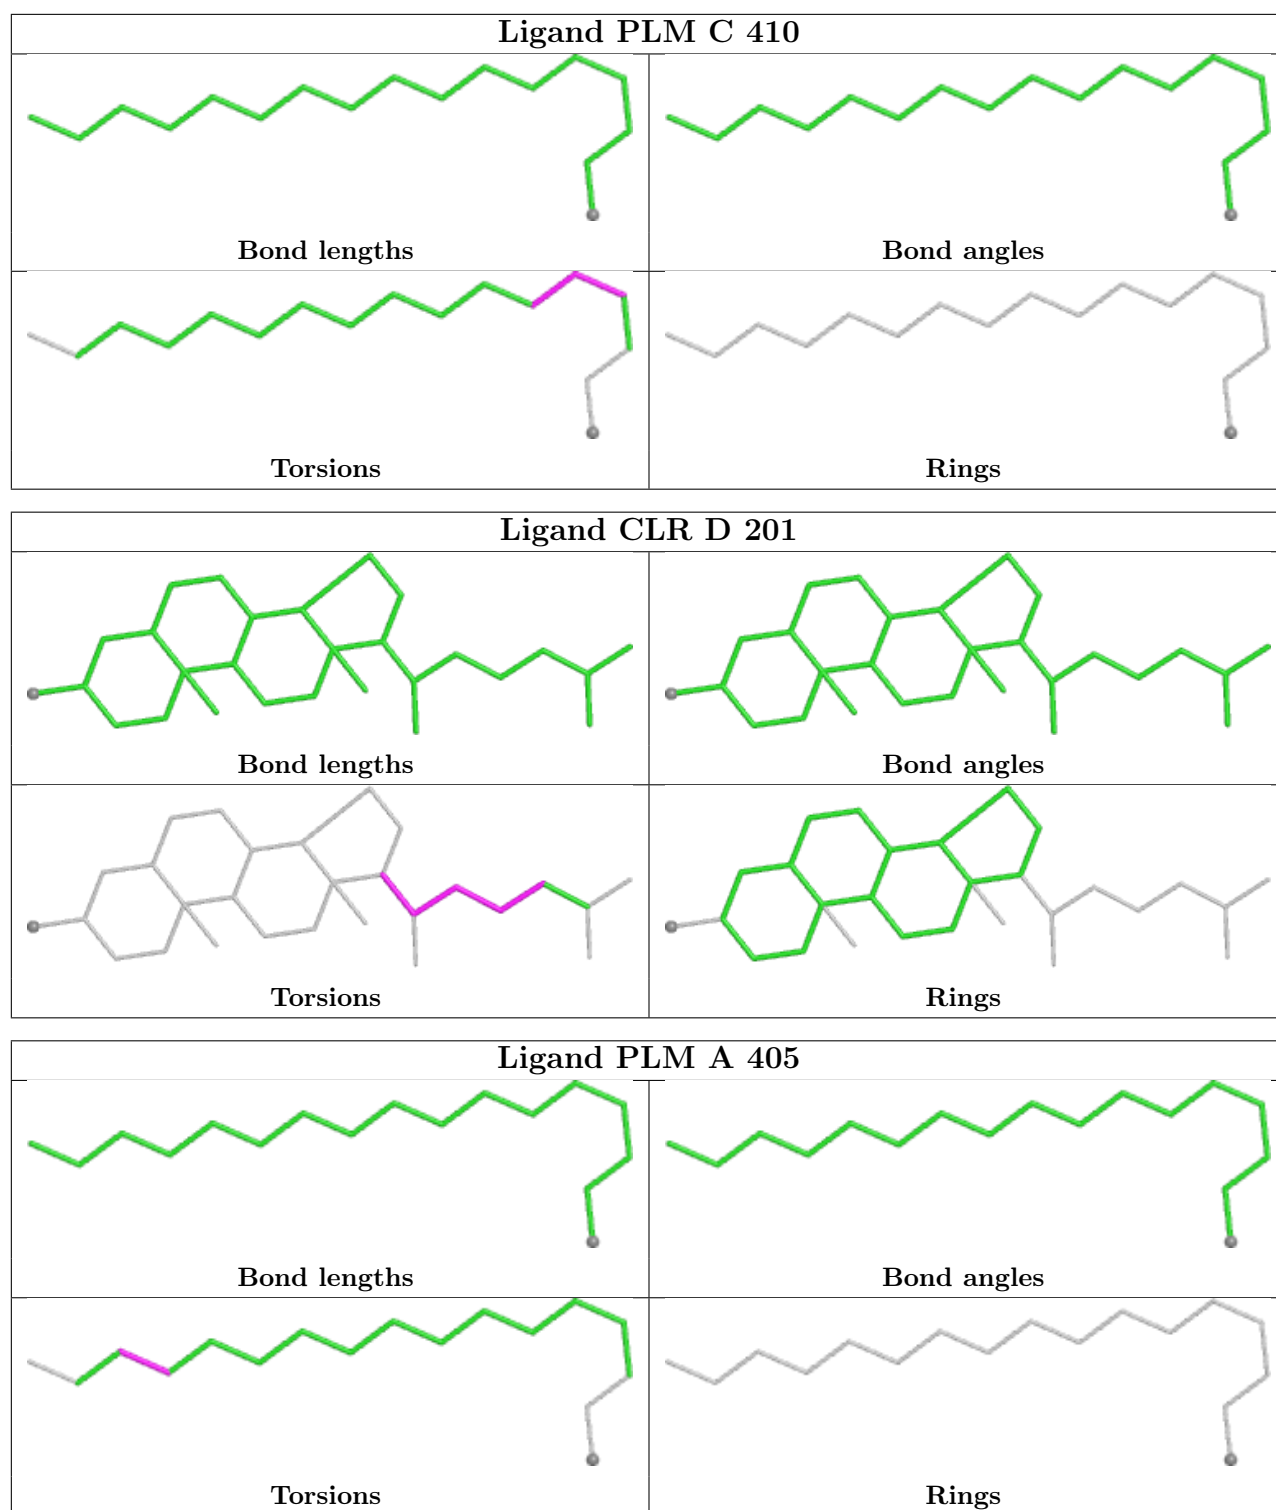 Ligand PLM C 410
Bond lengths
Bond angles
Torsions
Rings
Ligand CLR D 201
Bond lengths
Bond angles
Torsions
Rings
Ligand PLM A 405
Bond lengths
Bond angles
Torsions
Rings